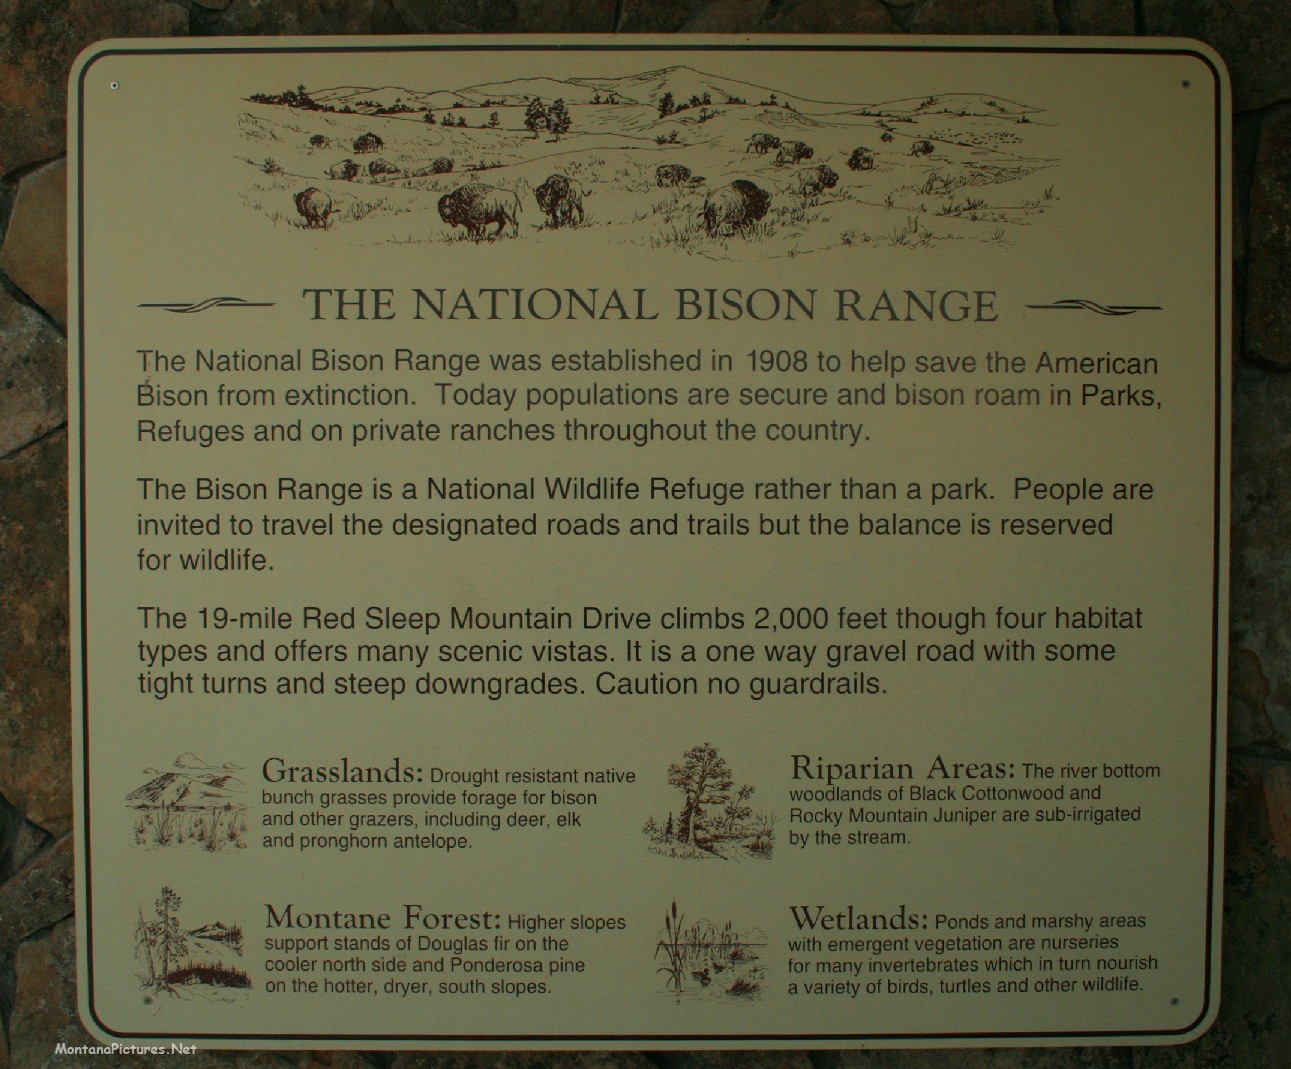 THE NATIONAL BISON RANGE
The National Bison Range was established in 1908 to help save the American
Bison from extinction. Today populations are secure and bison roam in Parks,
Refuges and on private ranches throughout the country.
The Bison Range is a National Wildlife Refuge rather than a park. People are
invited to travel the designated roads and trails but the balance is reserved
for wildlife.
The 19-mile Red Sleep Mountain Drive climbs 2,000 feet though four habitat
types and offers many scenic vistas. It is a one way gravel road with some
tight turns and steep downgrades. Caution no guardrails.
Grasslands: Drought resistant native
bunch grasses provide forage for bison
and other grazers, including deer, elk
and pronghorn antelope.
Riparian Areas: The river bottom
woodlands of Black Cottonwood and
Rocky Mountain Juniper are sub-irrigated
by the stream.
Montane Forest: Higher slopes
support stands of Douglas fir on the
cooler north side and Ponderosa pine
on the hotter, dryer, south slopes.
Wetlands: Ponds and marshy areas
with emergent vegetation are nurseries
for many invertebrates which in turn nourish
a variety of birds, turtles and other wildlife.
MontanaPictures.Net